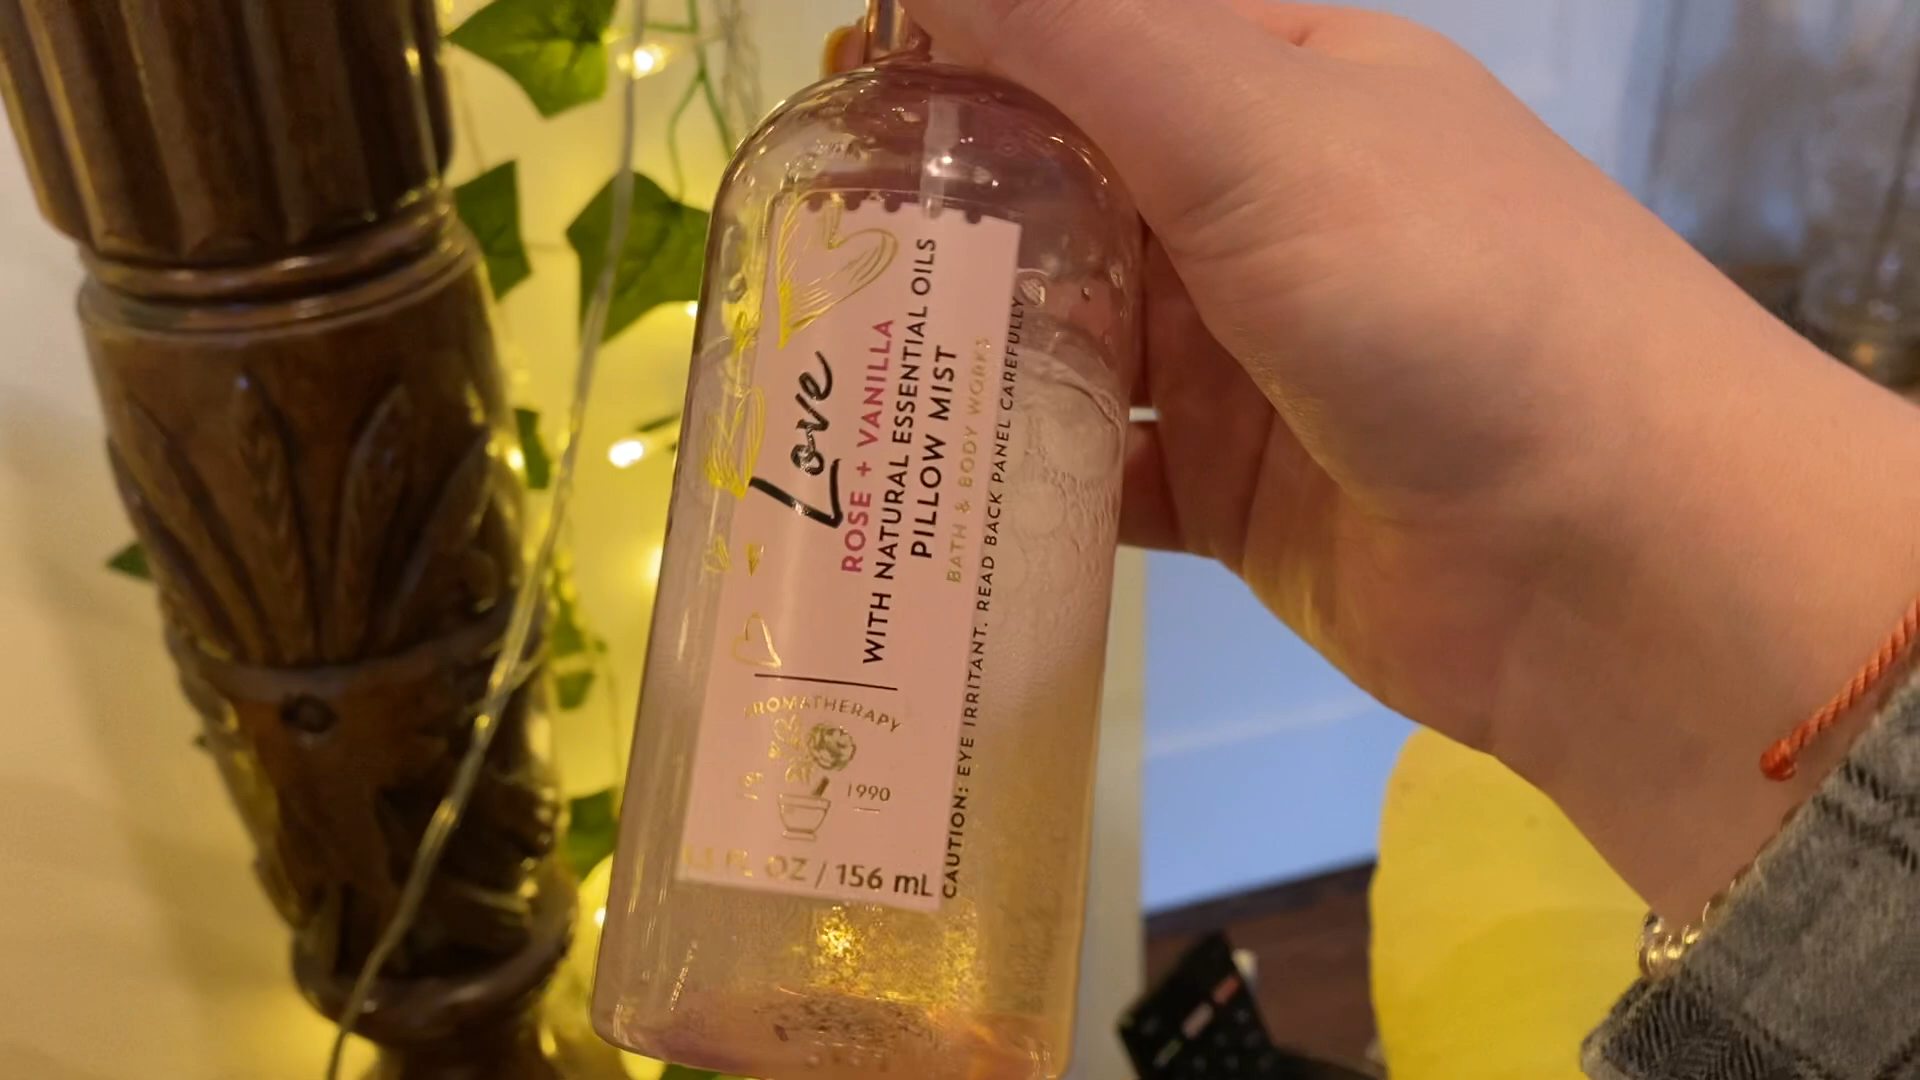 Love
ROSE + VANILLA
WITH NATURAL ESSENTIAL OILS
PILLOW MIST
BATH & BODY WORKS
CAUTION: EYE IRRITANT. READ BACK PANEL CAREFULLY
AROMATHERAPY
1990
FL OZ / 156 mL